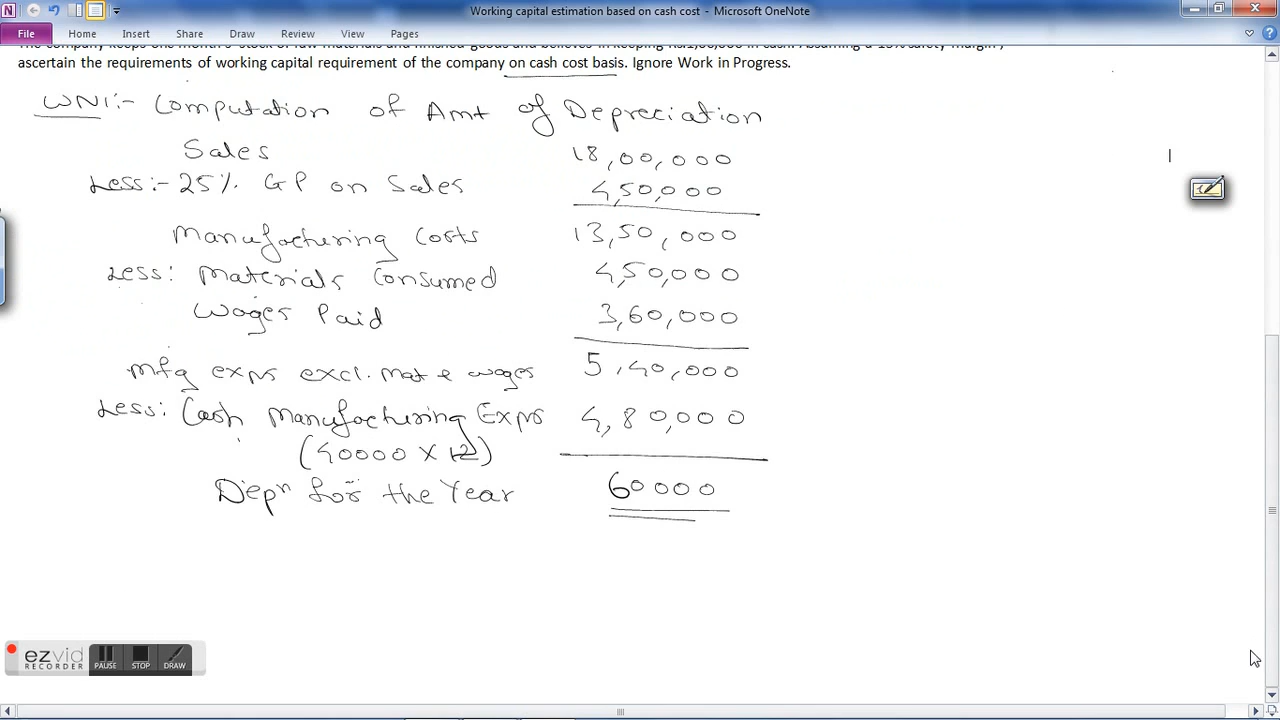 Working capital estimation based on cash cost - Microsoft OneNote
File Home Insert Share Draw Review View Pages
ascertain the requirements of working capital requirement of the company on cash cost basis. Ignore Work in Progress.
WN1:- Computation of Amt of Depreciation
Sales 18,00,000
Less:- 25% GP on Sales 4,50,000
Manufacturing Costs 13,50,000
Less: Materials Consumed 4,50,000
Wages Paid 3,60,000
Mfg exps excl. mat & wages 5,40,000
Less: Cash Manufacturing Exps 4,80,000
(40000 X 12)
Depn for the Year 60000
ezvid
RECORDER
PAUSE STOP DRAW